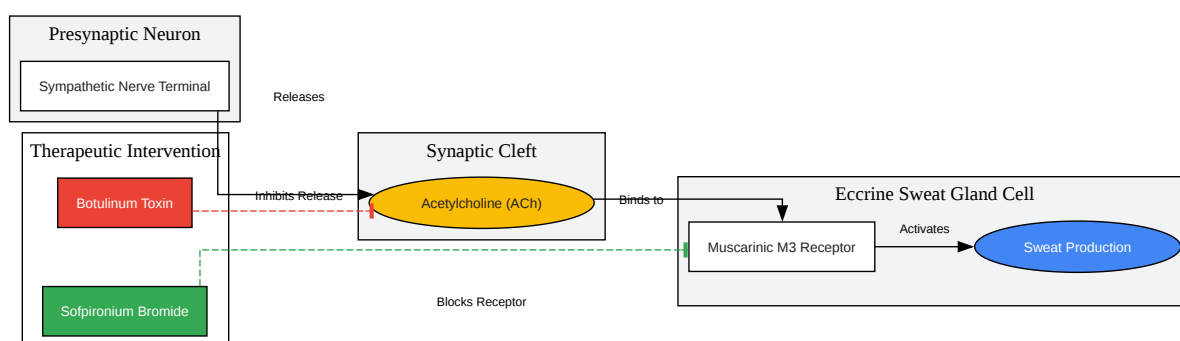 Presynaptic Neuron
Sympathetic Nerve Terminal
Releases
Therapeutic Intervention
Botulinum Toxin
Inhibits Release
Sofpironium Bromide
Blocks Receptor
Synaptic Cleft
Acetylcholine (ACh)
Binds to
Eccrine Sweat Gland Cell
Muscarinic M3 Receptor
Activates
Sweat Production